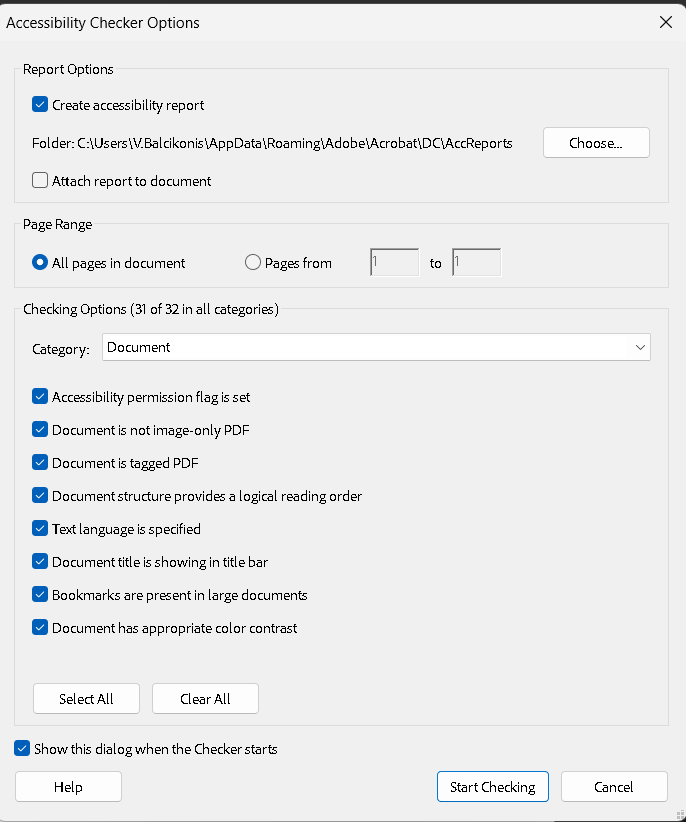 Accessibility Checker Options
Report Options
Create accessibility report
Folder: C:\Users\V.Balcikonis\AppData\Roaming\Adobe\Acrobat\DC\AccReports
Choose...
Attach report to document
Page Range
All pages in document
Pages from 1 to 1
Checking Options (31 of 32 in all categories)
Category: Document
Accessibility permission flag is set
Document is not image-only PDF
Document is tagged PDF
Document structure provides a logical reading order
Text language is specified
Document title is showing in title bar
Bookmarks are present in large documents
Document has appropriate color contrast
Select All
Clear All
Show this dialog when the Checker starts
Help
Start Checking
Cancel